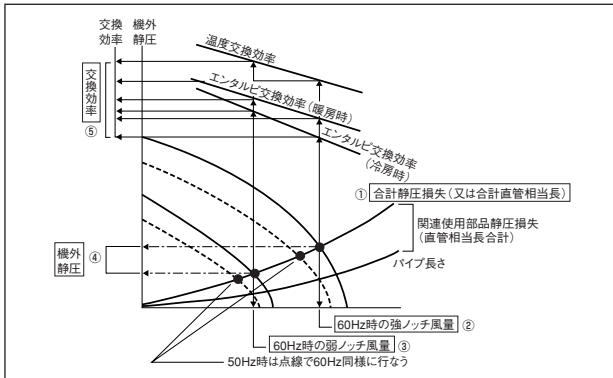 交換効率
機外静圧
温度交換効率
エンタルピ交換効率(暖房時)
エンタルピ交換効率
(冷房時)
交換効率
⑤
①合計静圧損失(又は合計直管相当長)
関連使用部品静圧損失
(直管相当長合計)
パイプ長さ
機外静圧
④
60Hz時の強ノッチ風量 ②
60Hz時の弱ノッチ風量 ③
50Hz時は点線で60Hz同様に行なう